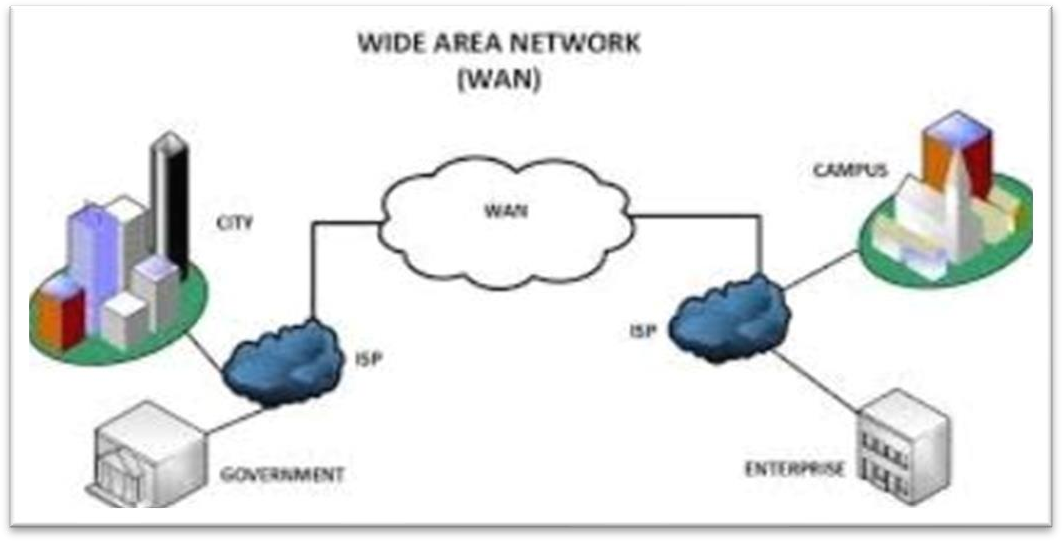 WIDE AREA NETWORK
(WAN)
CAMPUS
WAN
CITY
ISP
ISP
ENTERPRISE
GOVERNMENT